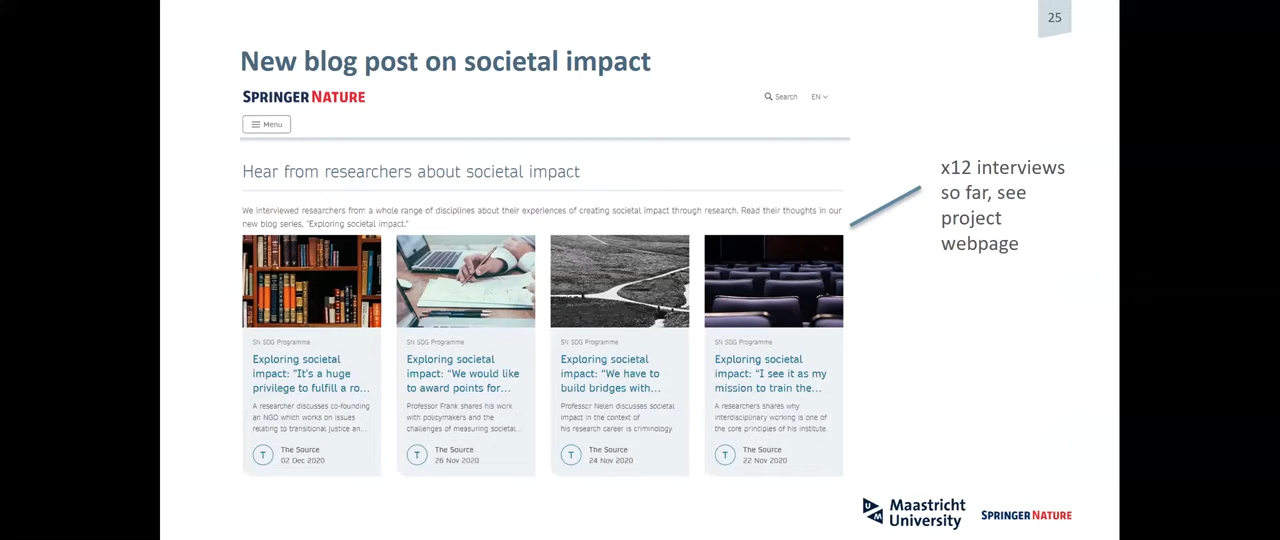 25
New blog post on societal impact
SPRINGER NATURE
Search EN
Menu
Hear from researchers about societal impact
x12 interviews
so far, see
project
webpage
We interviewed researchers from a whole range of disciplines about their experiences of creating societal impact through research. Read their thoughts in our
new blog series, "Exploring societal impact."
SN SDG Programme
Exploring societal
impact: "It's a huge
privilege to fulfill a ro...
A researcher discusses co-founding
an NGO which works on issues
relating to transitional justice an...
T
The Source
02 Dec 2020
SN SDG Programme
Exploring societal
impact: "We would like
to award points for...
Professor Frank shares his work
with policymakers and the
challenges of measuring societal...
T
The Source
26 Nov 2020
SN SDG Programme
Exploring societal
impact: "We have to
build bridges with...
Professor Nelen discusses societal
impact in the context of
his research career is criminology.
T
The Source
24 Nov 2020
SN SDG Programme
Exploring societal
impact: "I see it as my
mission to train the...
A researchers shares why
interdisciplinary working is one of
the core principles of his institute.
T
The Source
22 Nov 2020
U M
Maastricht
University
SPRINGER NATURE